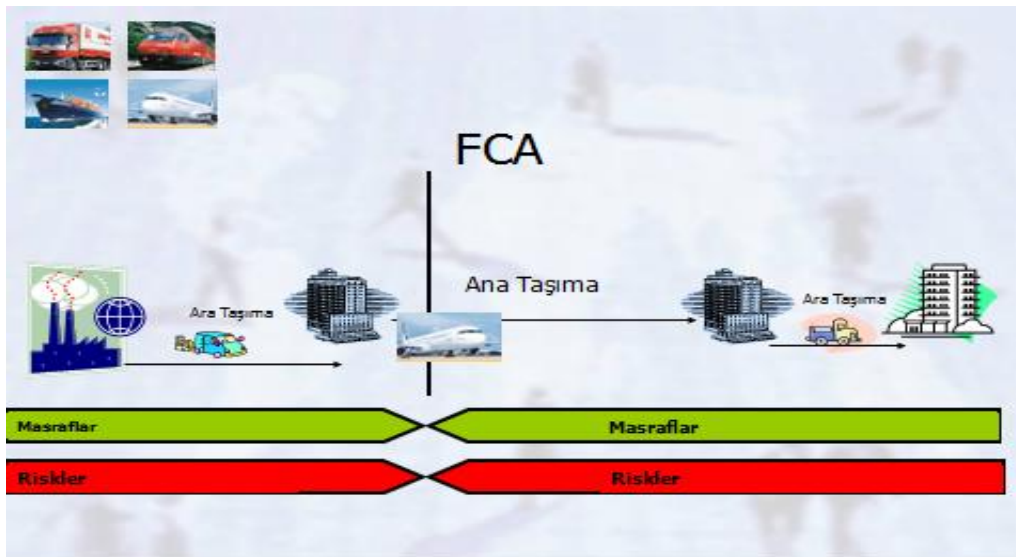 FCA
Ana Taşıma
Ara Taşıma
Ara Taşıma
Masraflar
Masraflar
Riskler
Riskler